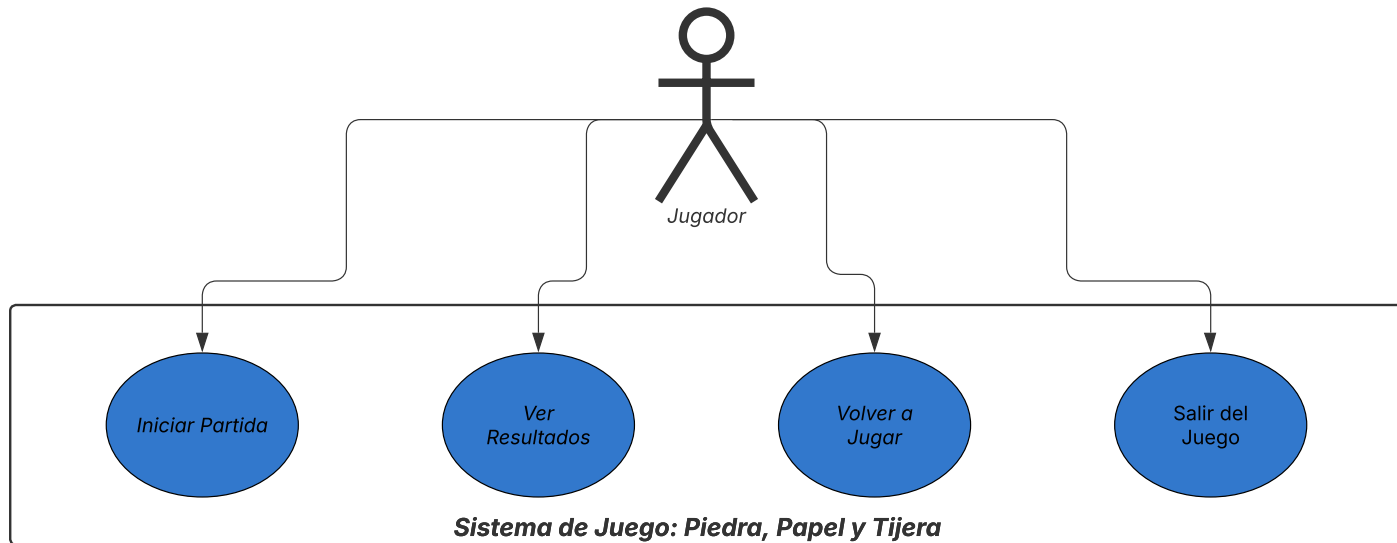 Jugador
Iniciar Partida
Ver
Resultados
Volver a
Jugar
Salir del
Juego
Sistema de Juego: Piedra, Papel y Tijera